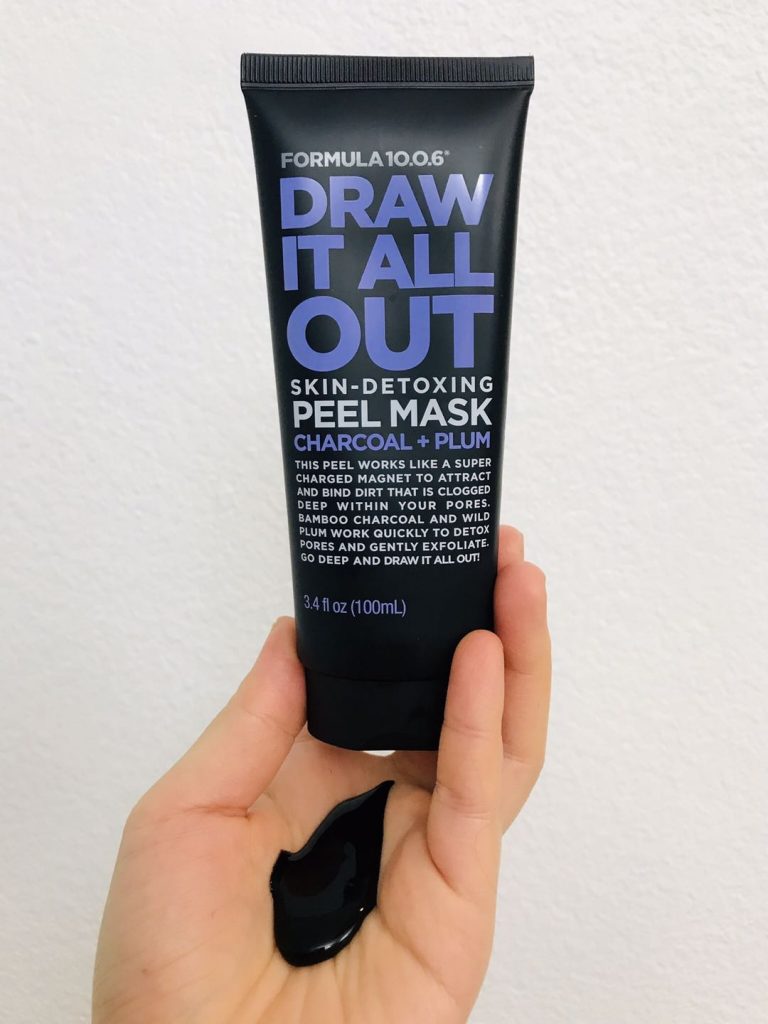 FORMULA 10.0.6®
DRAW
IT ALL
OUT
SKIN-DETOXING
PEEL MASK
CHARCOAL + PLUM
THIS PEEL WORKS LIKE A SUPER
CHARGED MAGNET TO ATTRACT
AND BIND DIRT THAT IS CLOGGED
DEEP WITHIN YOUR PORES.
BAMBOO CHARCOAL AND WILD
PLUM WORK QUICKLY TO DETOX
PORES AND GENTLY EXFOLIATE.
GO DEEP AND DRAW IT ALL OUT!
3.4 fl oz (100mL)